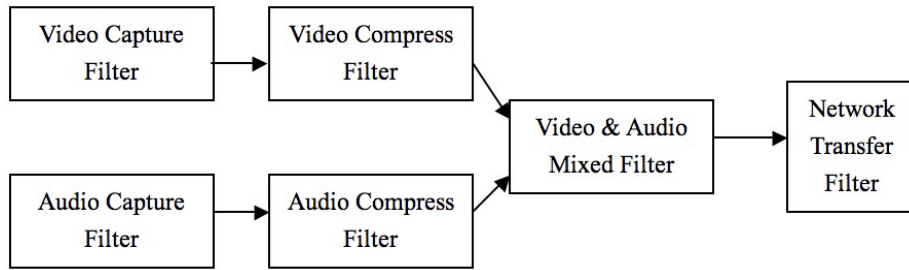 Video Capture
Filter
Video Compress
Filter
Audio Capture
Filter
Audio Compress
Filter
Video & Audio
Mixed Filter
Network
Transfer
Filter